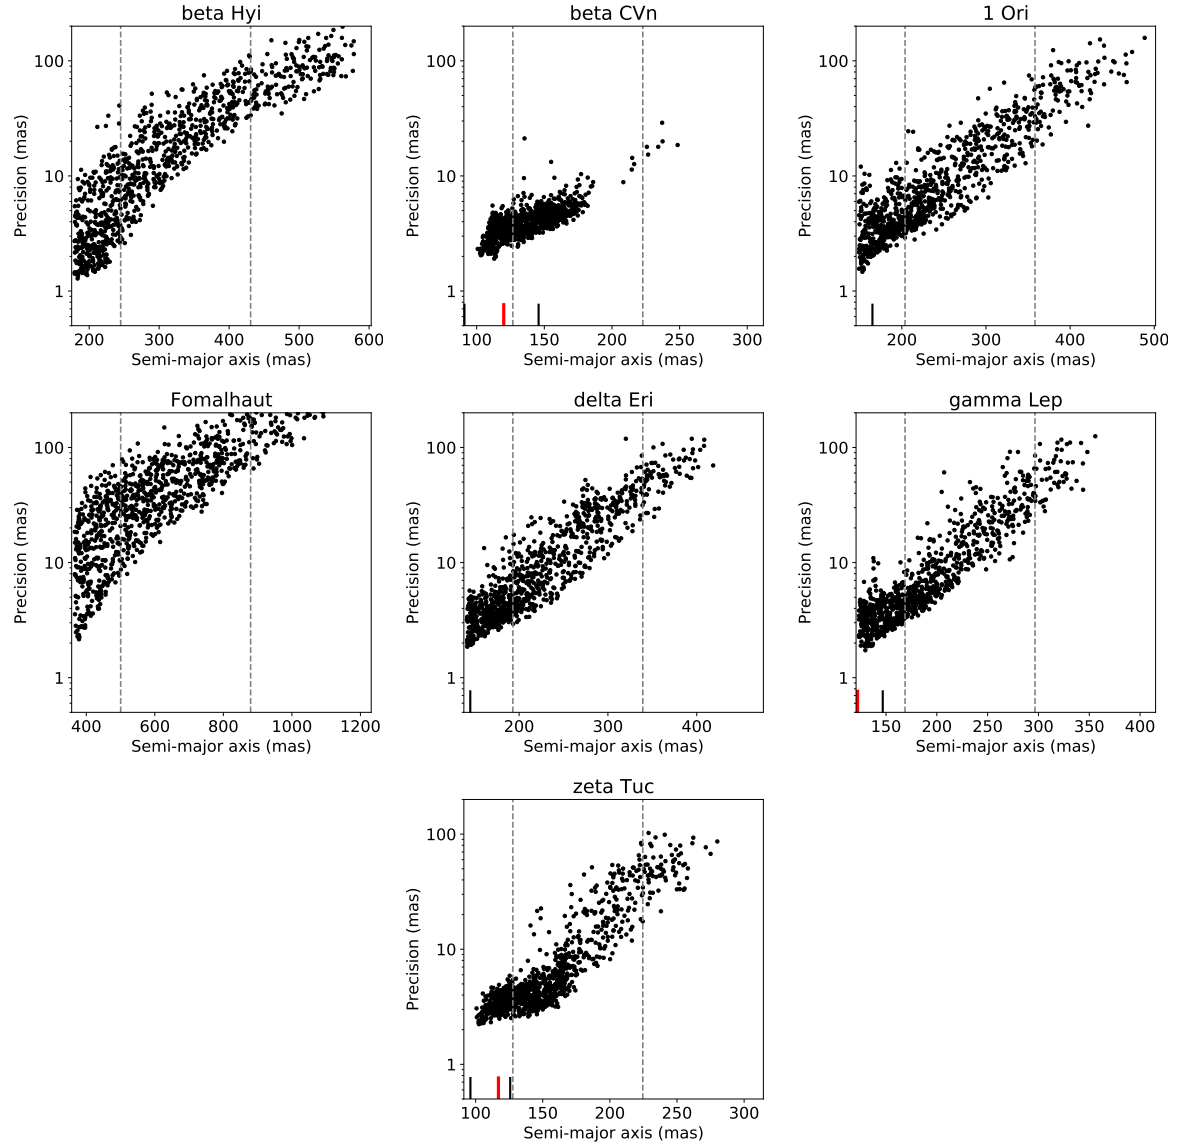 beta Hyi
beta CVn
1 Ori
Precision (mas)
100
10
1
200 300 400 500 600
Semi-major axis (mas)
Precision (mas)
100
10
1
100 150 200 250 300
Semi-major axis (mas)
Precision (mas)
100
10
1
200 300 400 500
Semi-major axis (mas)
Fomalhaut
delta Eri
gamma Lep
Precision (mas)
100
10
1
400 600 800 1000 1200
Semi-major axis (mas)
Precision (mas)
100
10
1
200 300 400
Semi-major axis (mas)
Precision (mas)
100
10
1
150 200 250 300 350 400
Semi-major axis (mas)
zeta Tuc
Precision (mas)
100
10
1
100 150 200 250 300
Semi-major axis (mas)